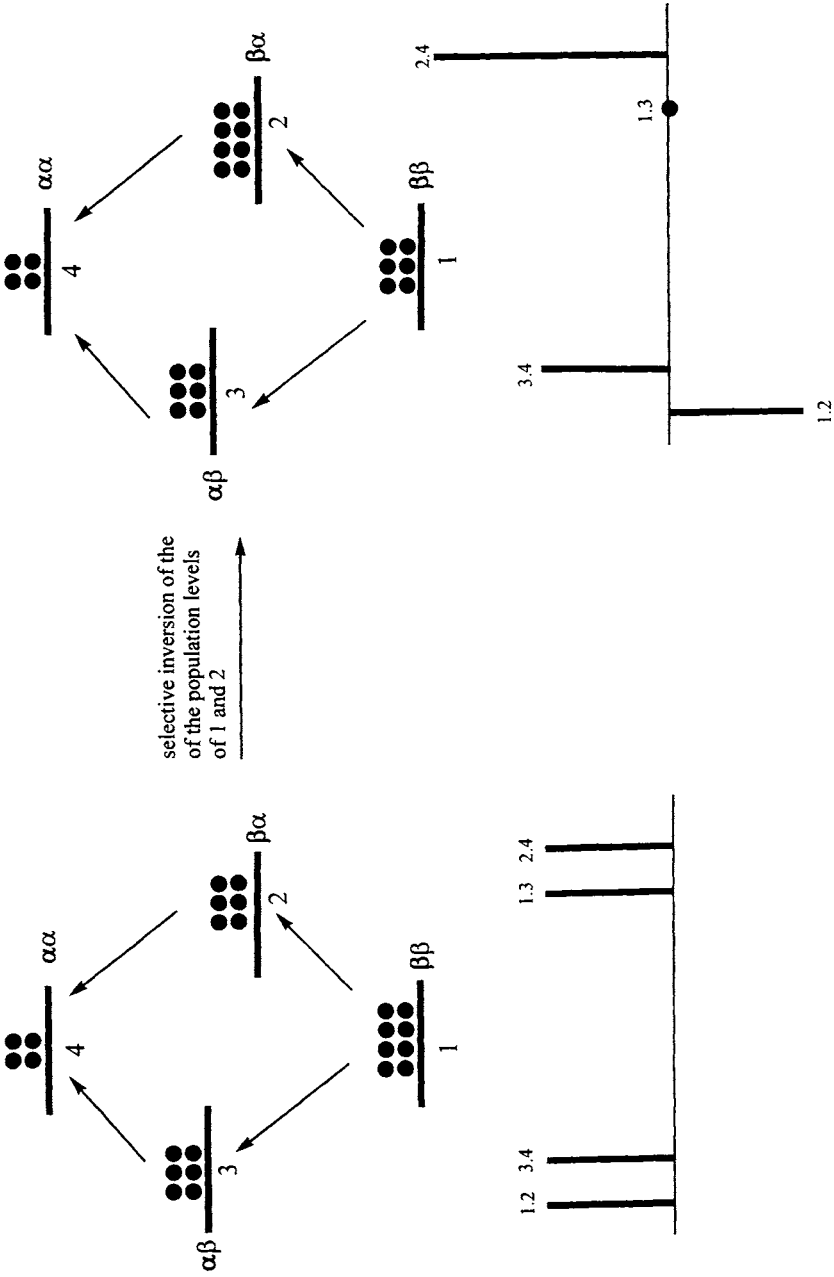 αα
4
αβ
3
βα
2
ββ
1
1.2
3.4
1.3
2.4
selective inversion of the
of the population levels
of 1 and 2
αα
4
αβ
3
βα
2
ββ
1
3.4
1.2
1.3
2.4